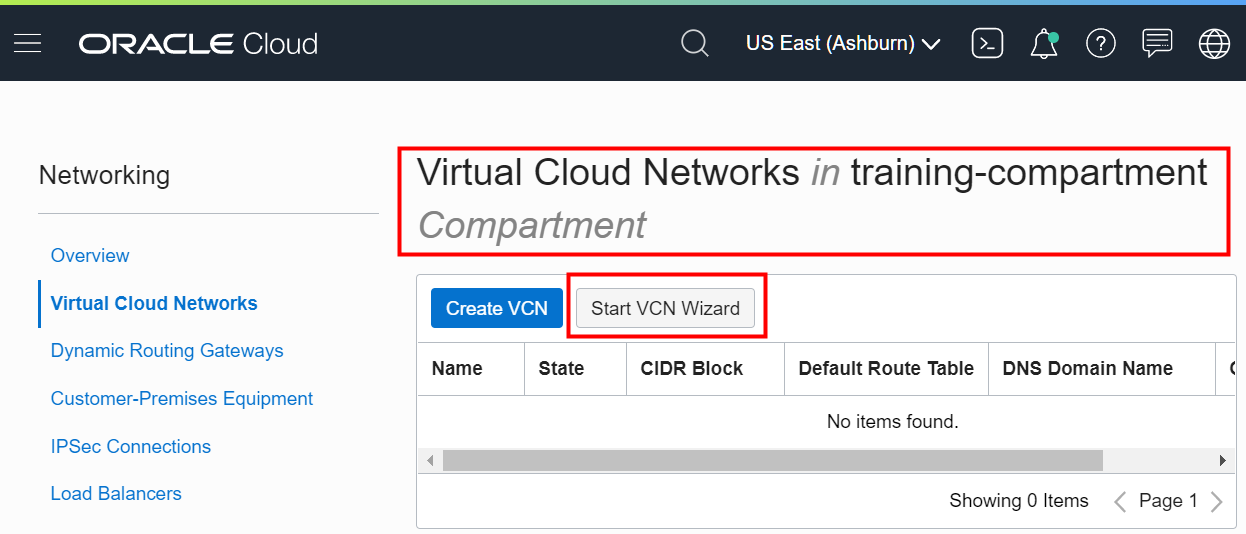 ORACLE Cloud
US East (Ashburn)
Networking
Overview
Virtual Cloud Networks
Dynamic Routing Gateways
Customer-Premises Equipment
IPSec Connections
Load Balancers
Virtual Cloud Networks in training-compartment
Compartment
Create VCN Start VCN Wizard
Name State CIDR Block Default Route Table DNS Domain Name
No items found.
Showing 0 Items Page 1